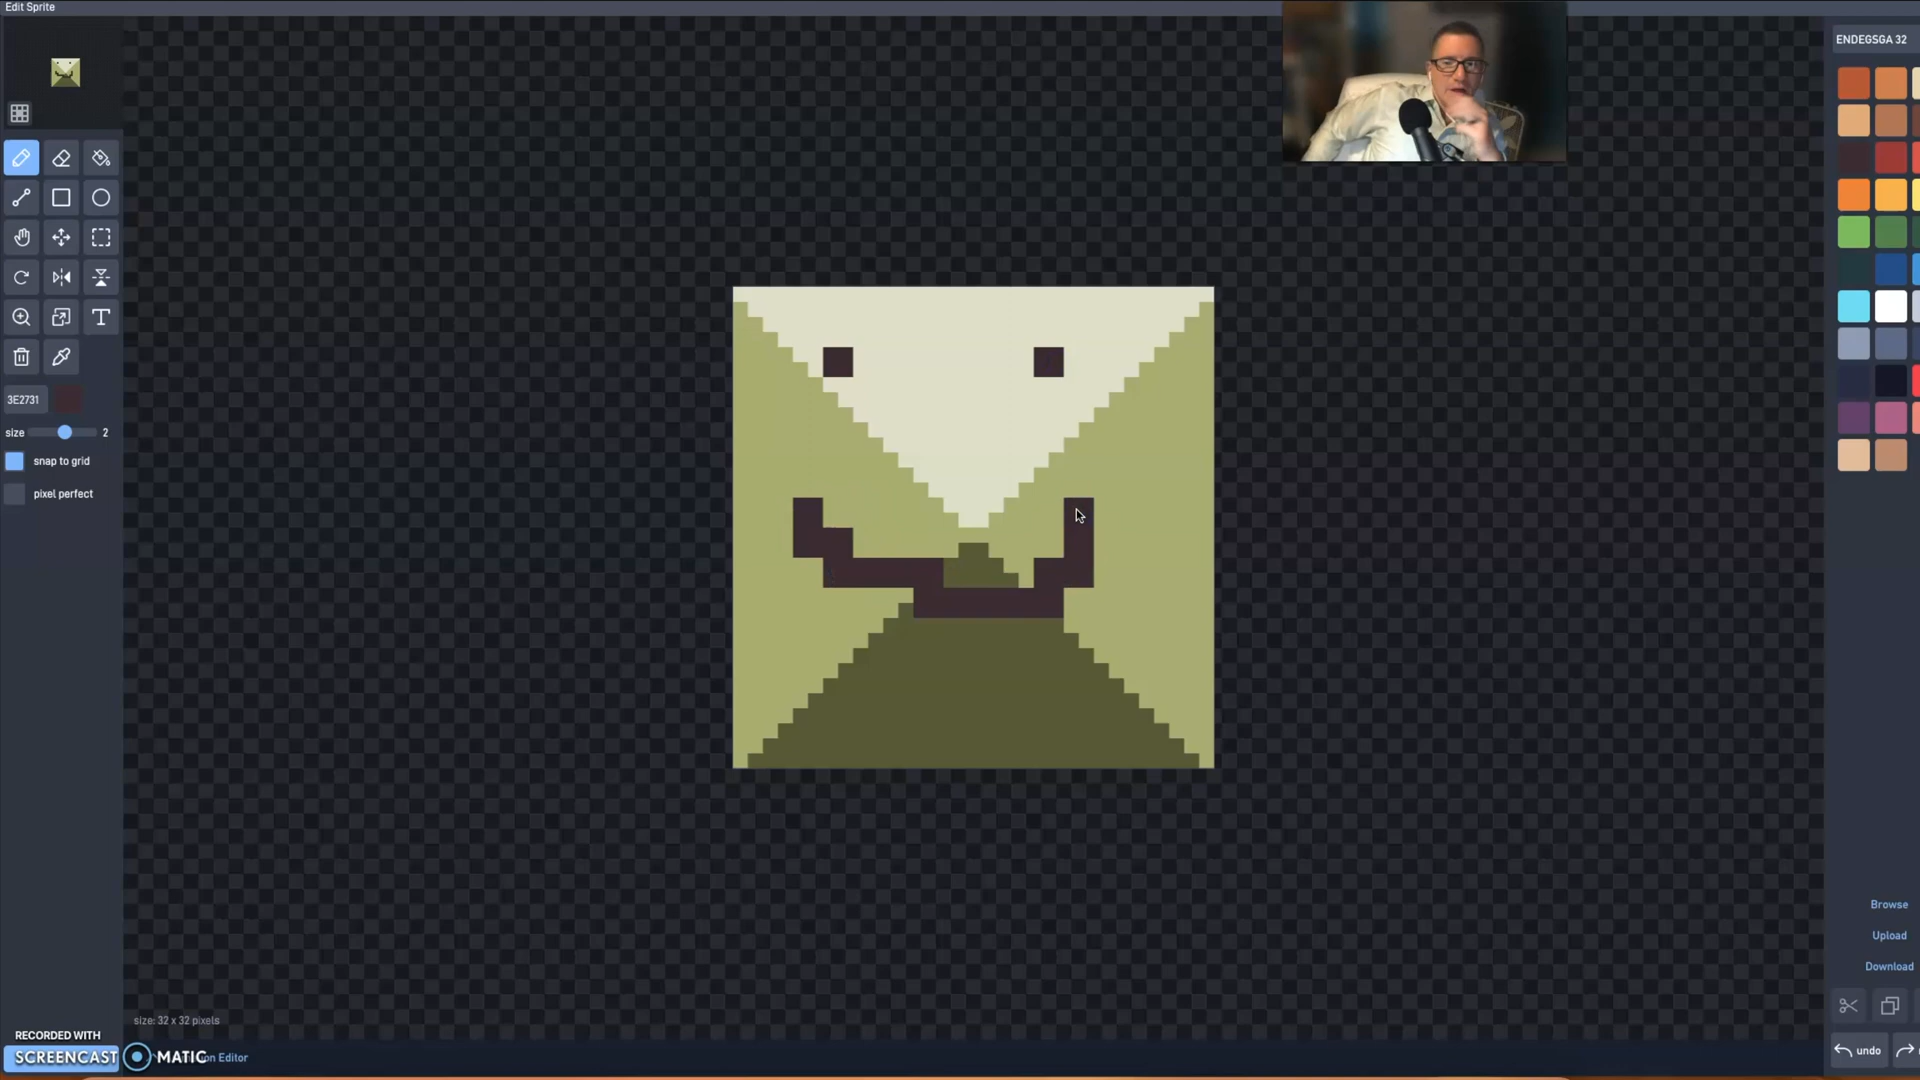 Edit Sprite
ENDEGSGA 32
3E2731
size 2
snap to grid
pixel perfect
Browse
Upload
Download
size: 32 x 32 pixels
RECORDED WITH
SCREENCAST MATIC
on Editor
undo